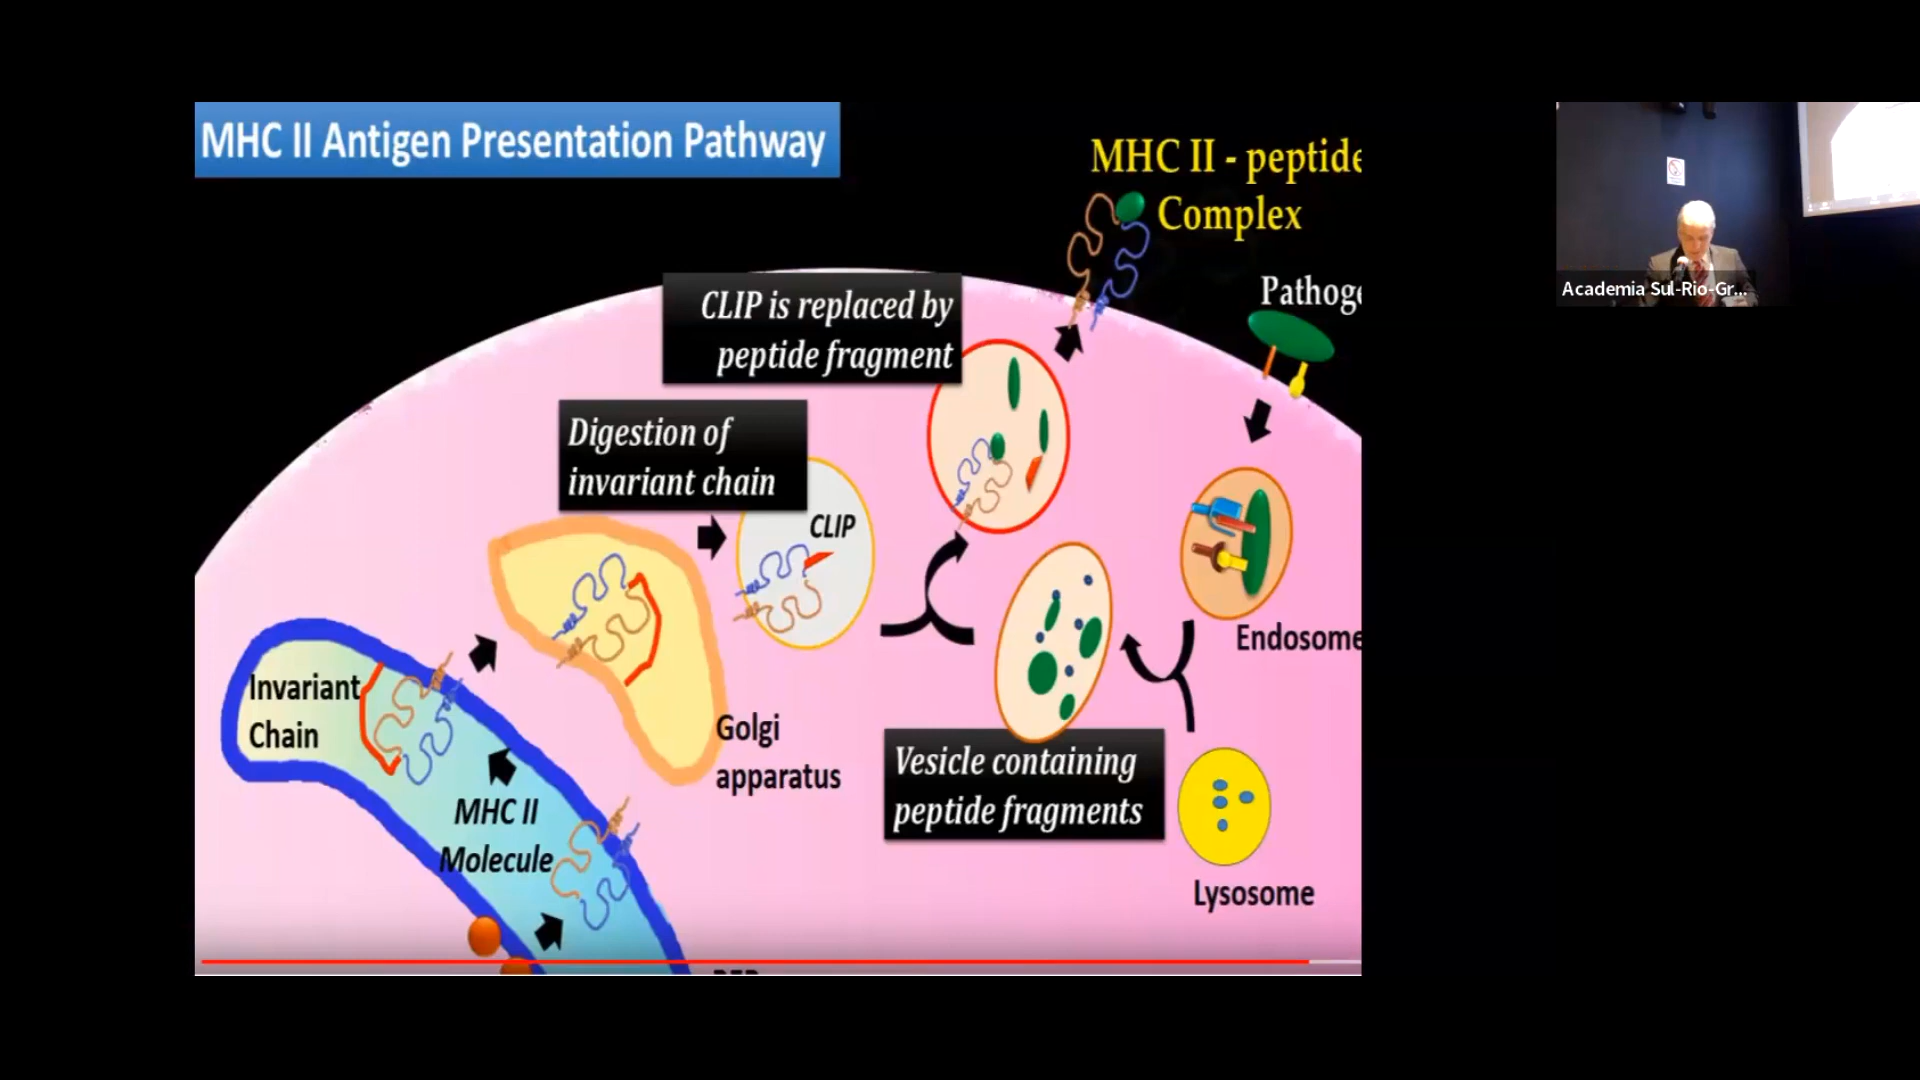 MHC II Antigen Presentation Pathway
MHC II - peptide
Complex
Pathoge
CLIP is replaced by
peptide fragment
Digestion of
invariant chain
CLIP
Endosome
Invariant
Chain
Golgi
apparatus
MHC II
Molecule
Vesicle containing
peptide fragments
Lysosome
Academia Sul-Rio-Gr...